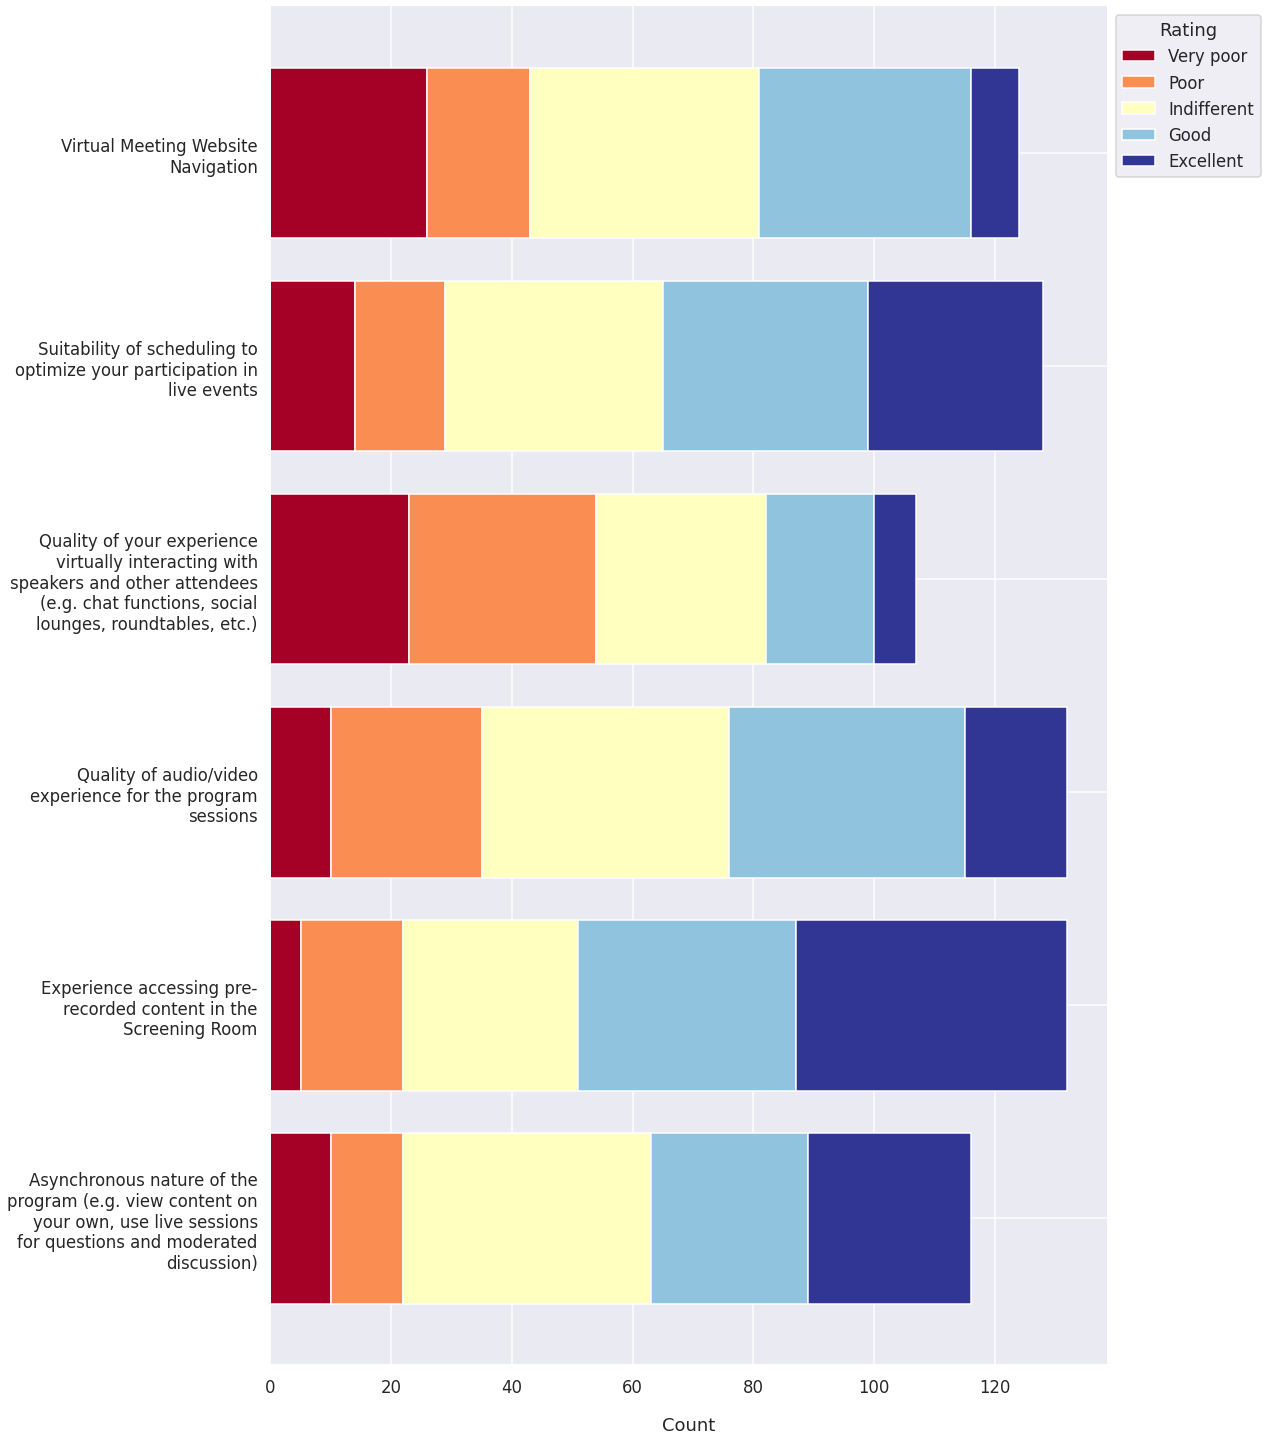 Rating
Very poor
Poor
Indifferent
Good
Excellent
Virtual Meeting Website
Navigation
Suitability of scheduling to
optimize your participation in
live events
Quality of your experience
virtually interacting with
speakers and other attendees
(e.g. chat functions, social
lounges, roundtables, etc.)
Quality of audio/video
experience for the program
sessions
Experience accessing pre-
recorded content in the
Screening Room
Asynchronous nature of the
program (e.g. view content on
your own, use live sessions
for questions and moderated
discussion)
0 20 40 60 80 100 120
Count